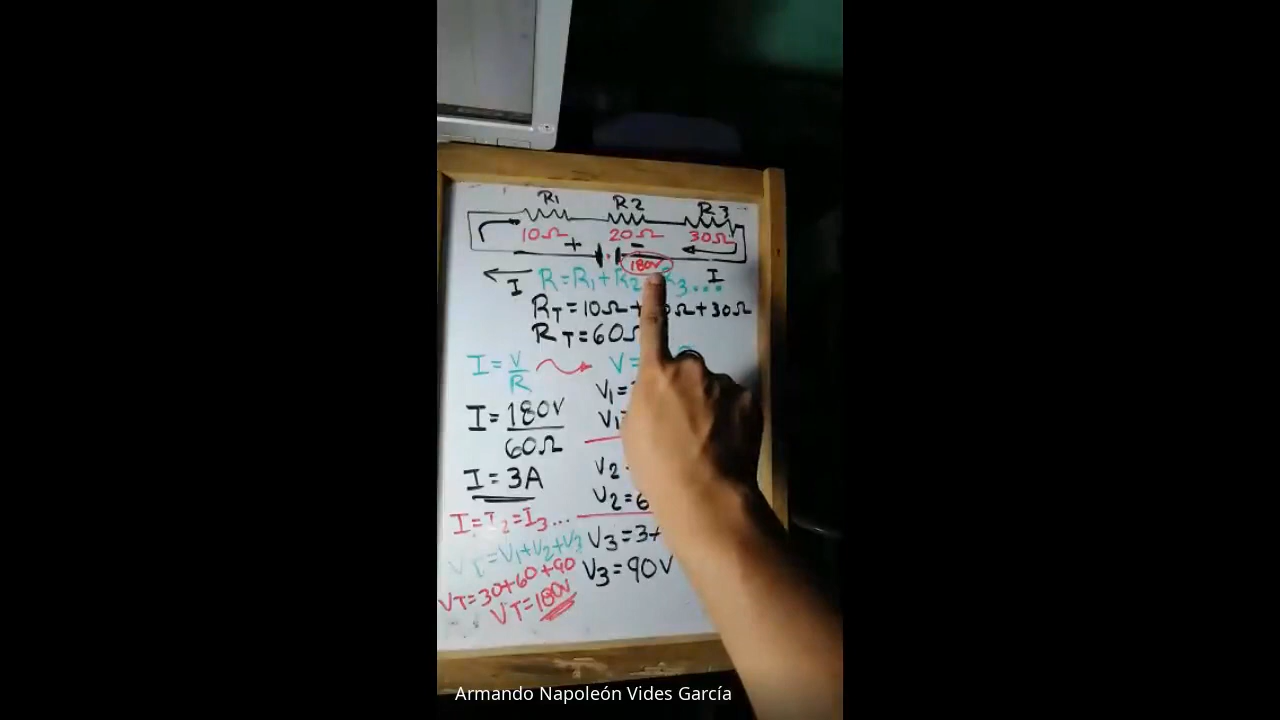 R1 R2 R3
10Ω 20Ω 30Ω
+ -
180V
I I
R=R1+R2 R3...
RT=10Ω+ Ω+30Ω
RT=60Ω
I=V/R V=
I=180V/60Ω
I=3A
I=I2=I3...
VT=V1+V2+V3
VT=30+60+90
VT=180V
V1=
V1=
V2
V2=6
V3=3
V3=90V
Armando Napoleón Vides García